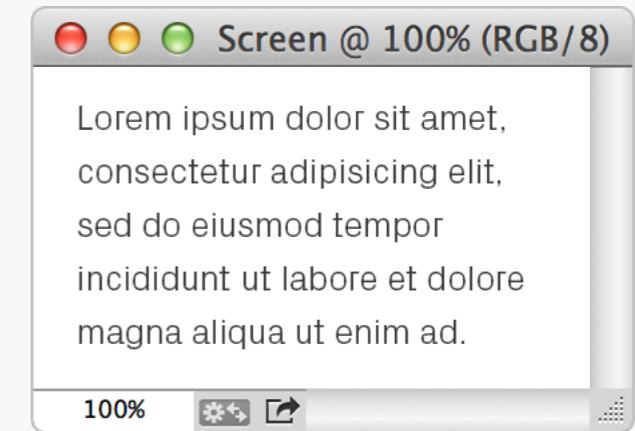 Screen @ 100% (RGB/8)
Lorem ipsum dolor sit amet,
consectetur adipisicing elit,
sed do eiusmod tempor
incididunt ut labore et dolore
magna aliqua ut enim ad.
100%